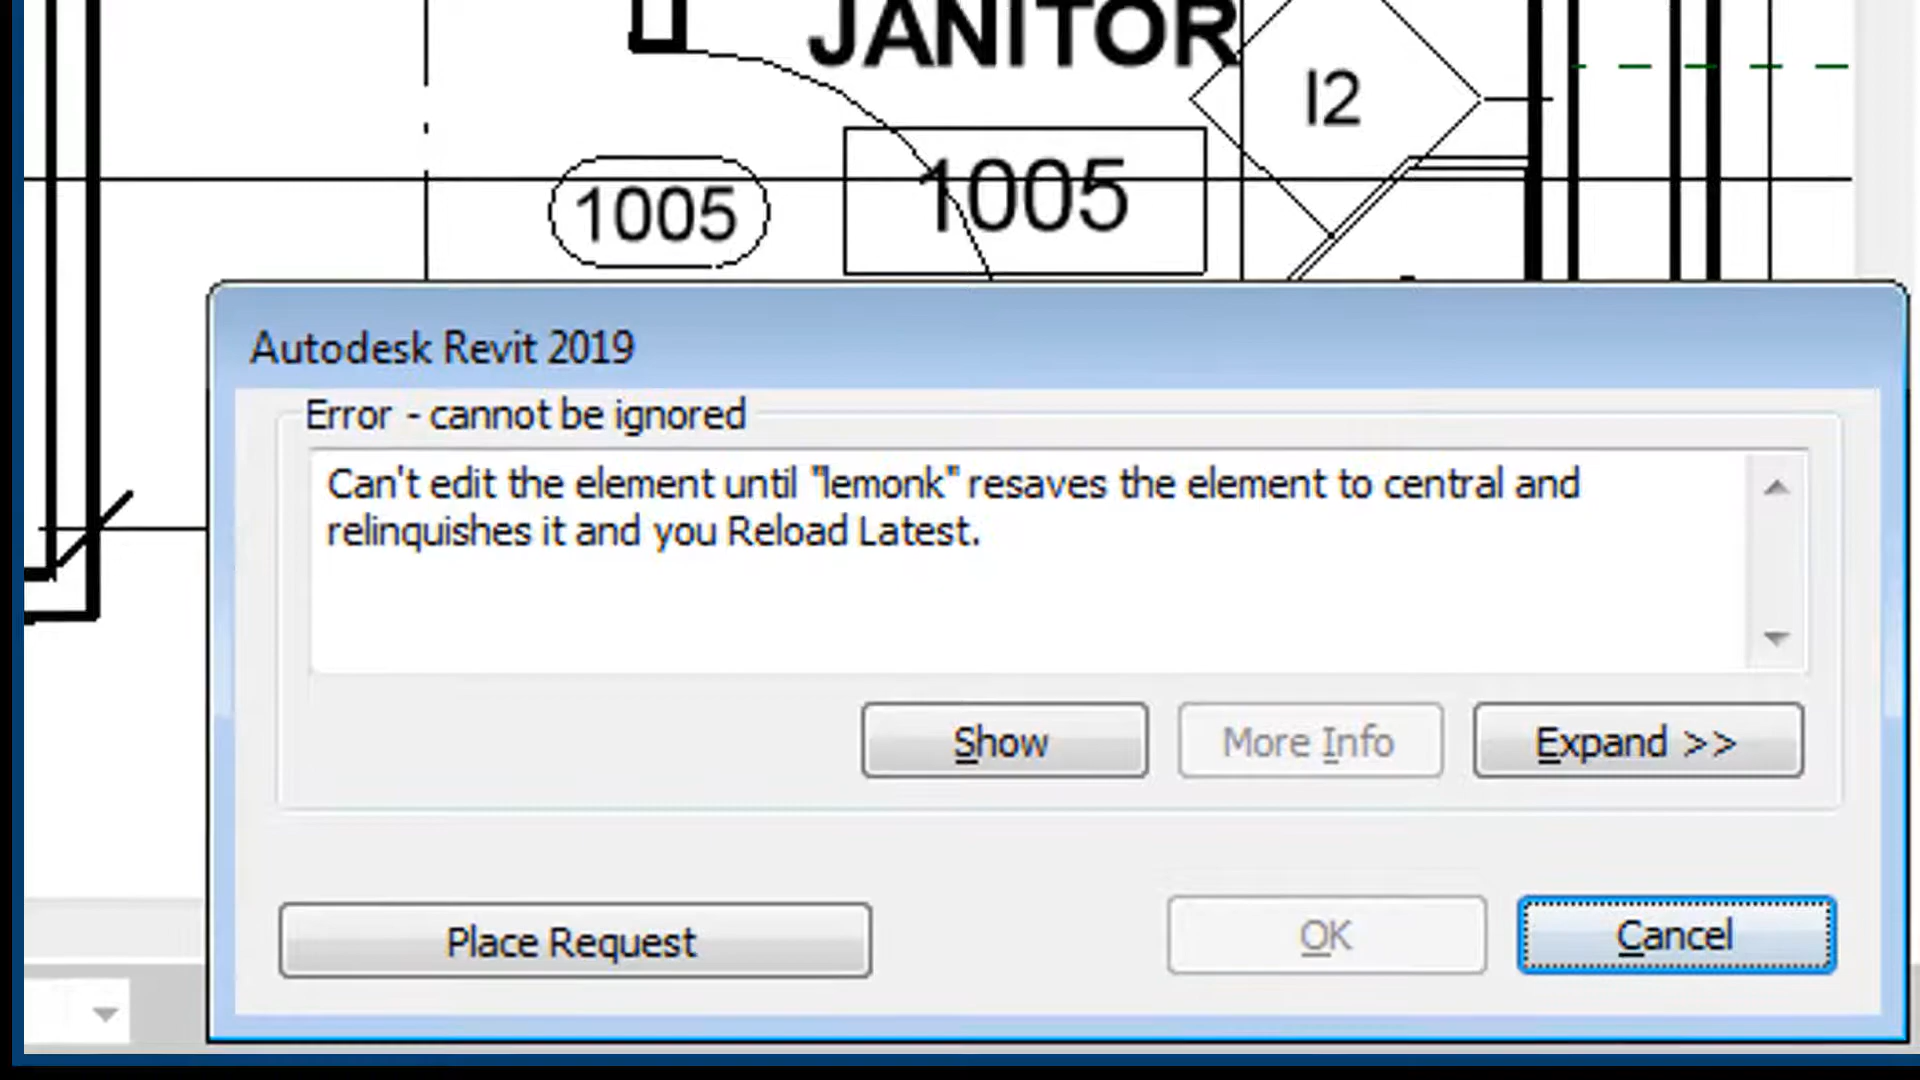 JANITOR
I2
1005
1005
Autodesk Revit 2019
Error - cannot be ignored
Can't edit the element until "lemonk" resaves the element to central and
relinquishes it and you Reload Latest.
Show
More Info
Expand >>
Place Request
OK
Cancel